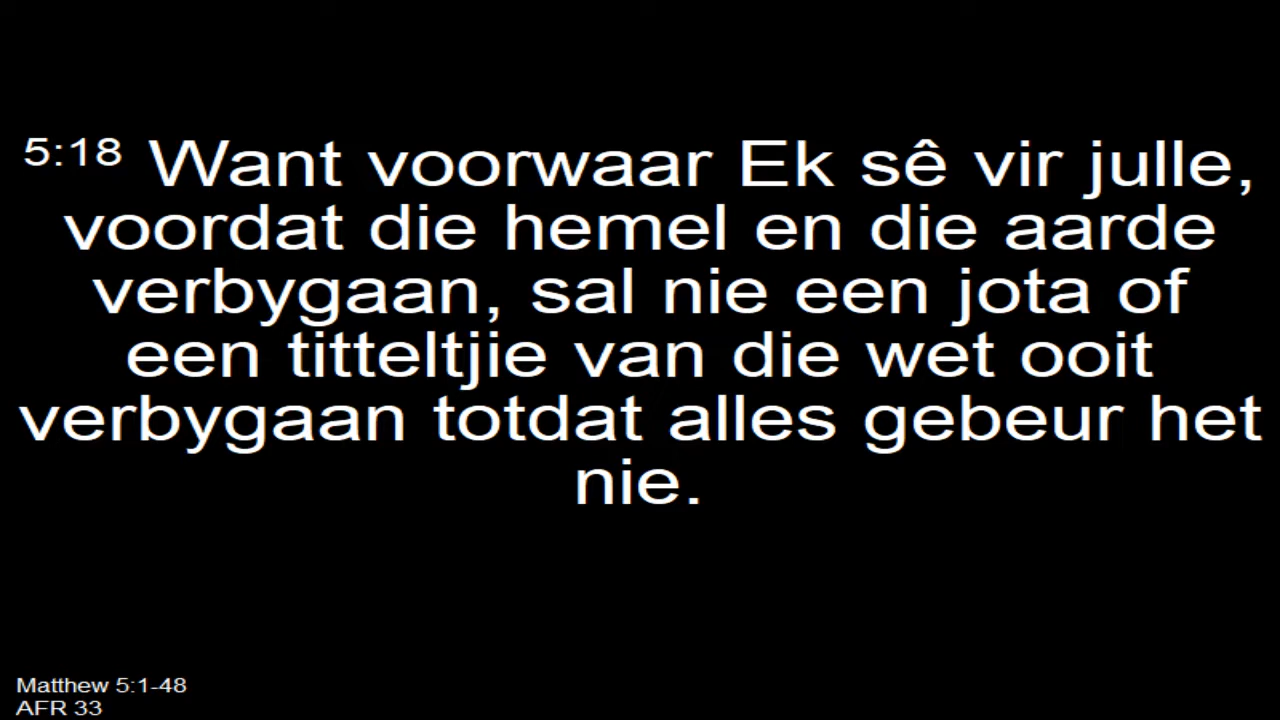 5:18 Want voorwaar Ek sê vir julle,
voordat die hemel en die aarde
verbygaan, sal nie een jota of
een titteltjie van die wet ooit
verbygaan totdat alles gebeur het
nie.
Matthew 5:1-48
AFR 33